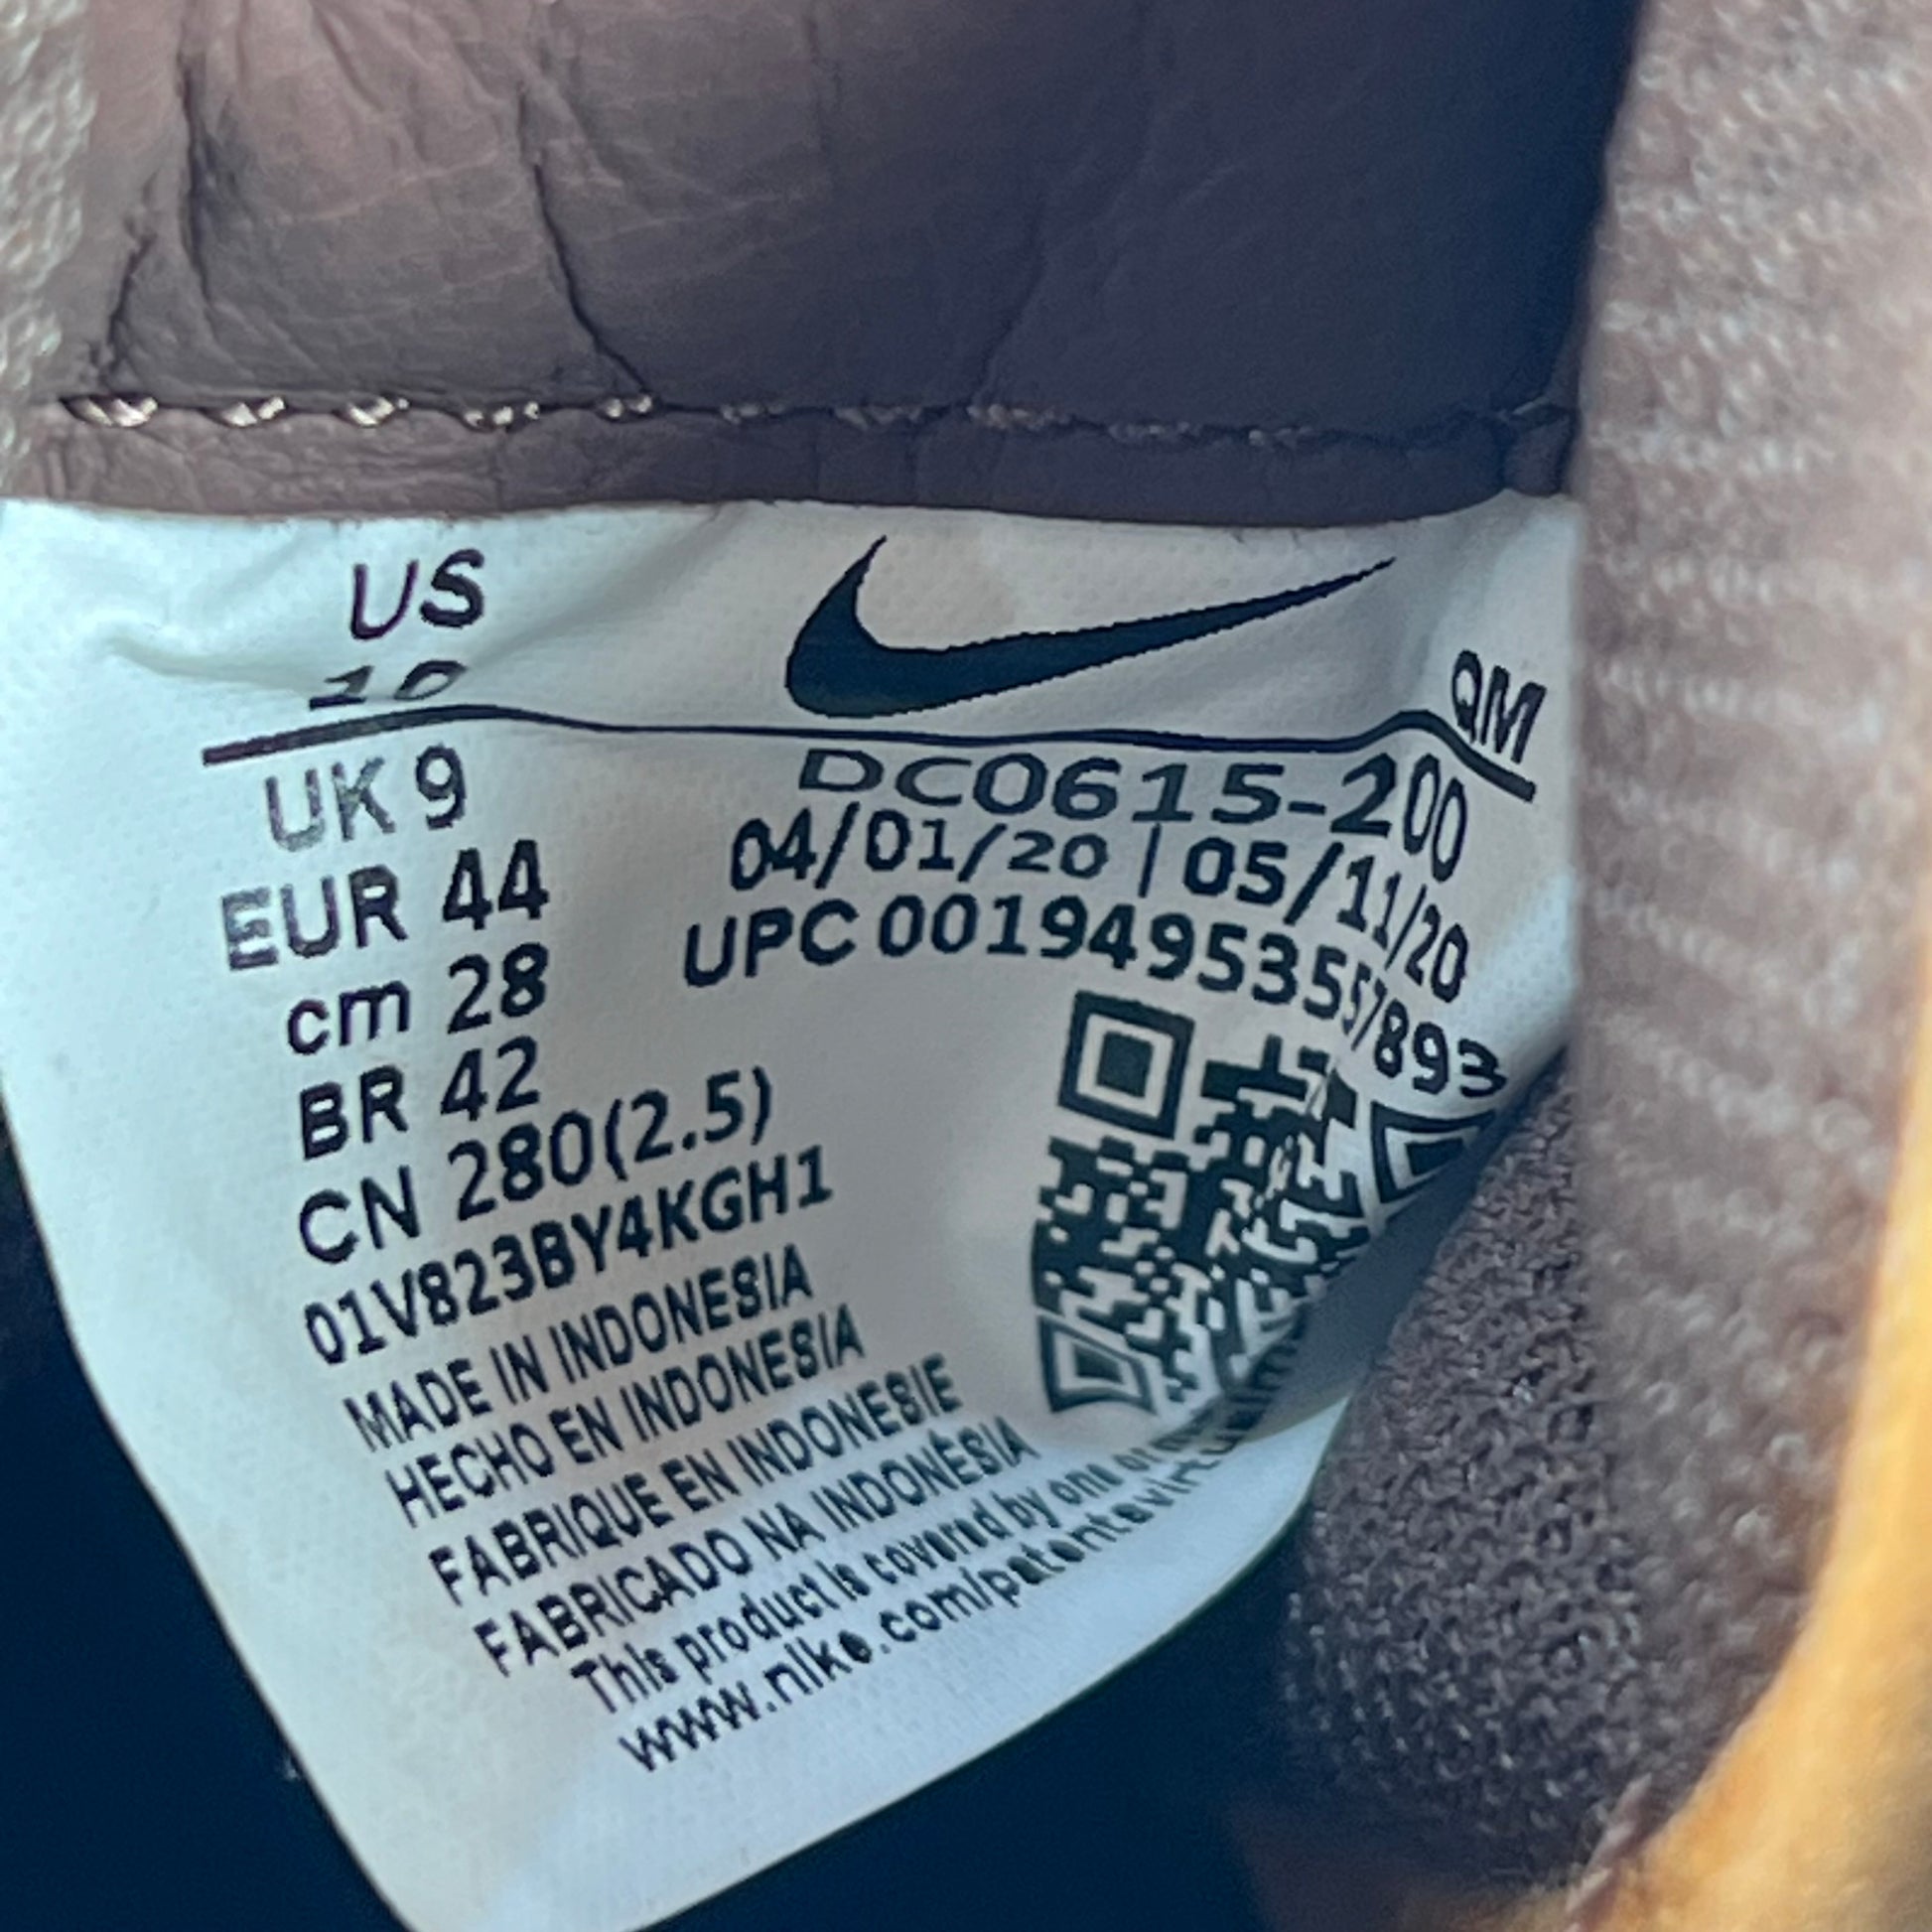 US
10
QM
UK 9
EUR 44
cm 28
BR 42
CN 280(2.5)
01V823BY4KGH1
DC0615-200
04/01/20 | 05/11/20
UPC 00194953557893
MADE IN INDONESIA
HECHO EN INDONESIA
FABRIQUE EN INDONESIE
FABRICADO NA INDONÉSIA
This product is covered by one or
www.nike.com/patents